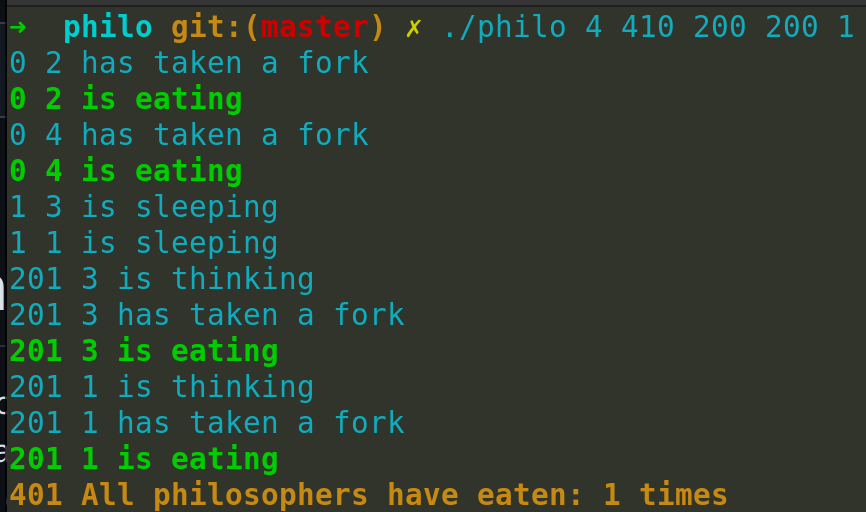 ➜  philo git:(master) ✗ ./philo 4 410 200 200 1
0 2 has taken a fork
0 2 is eating
0 4 has taken a fork
0 4 is eating
1 3 is sleeping
1 1 is sleeping
201 3 is thinking
201 3 has taken a fork
201 3 is eating
201 1 is thinking
201 1 has taken a fork
201 1 is eating
401 All philosophers have eaten: 1 times